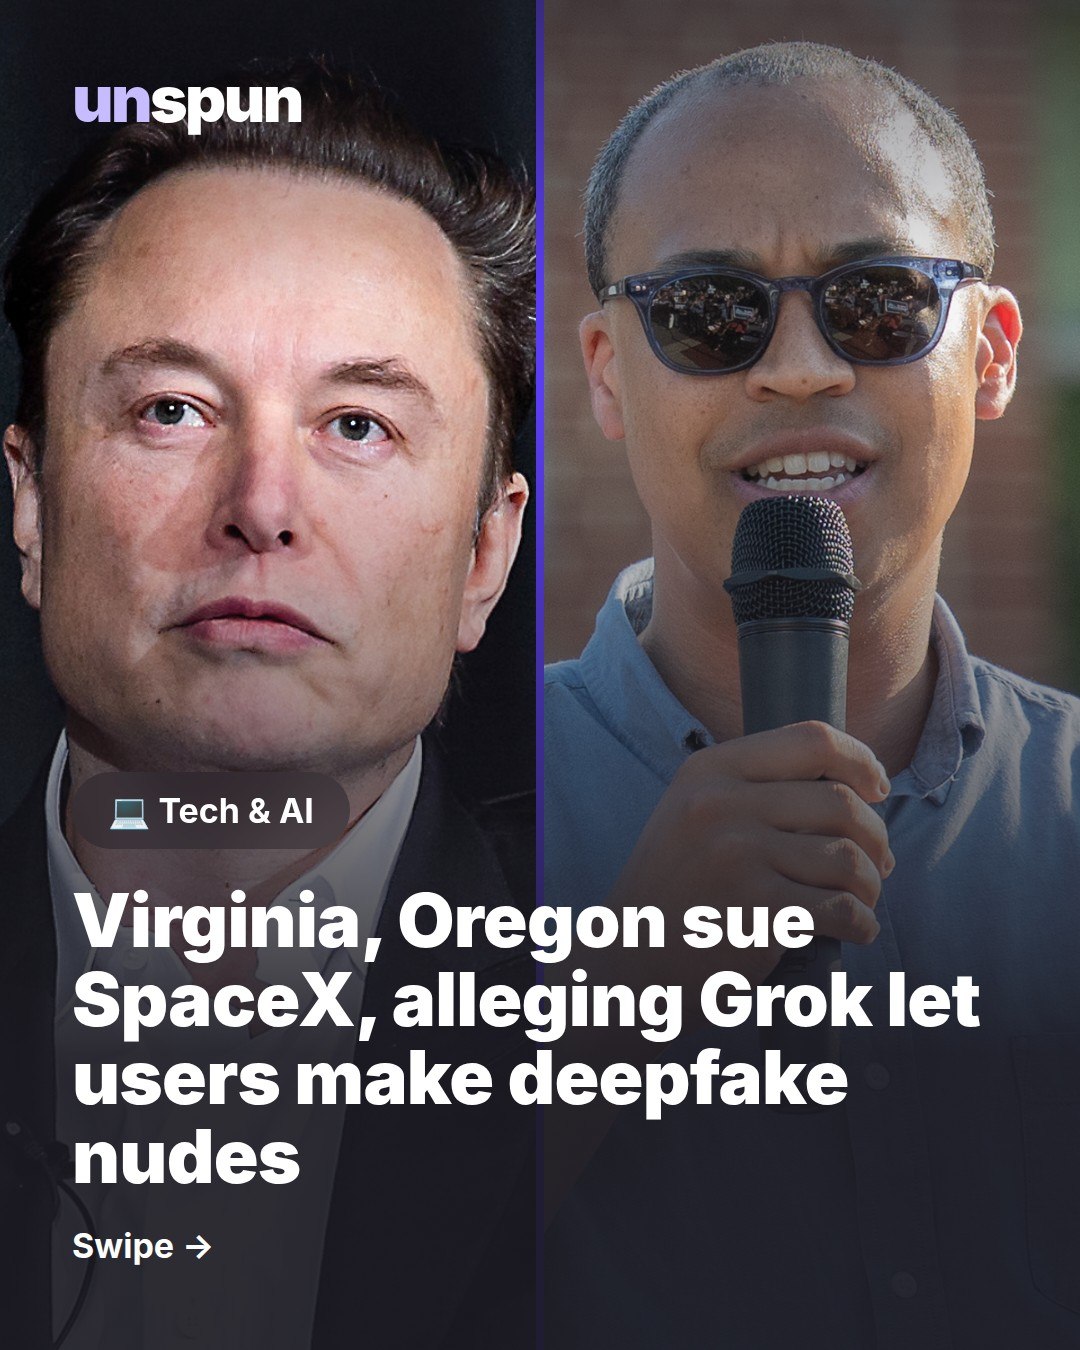 unspun
💻 Tech & AI
Virginia, Oregon sue
SpaceX, alleging Grok let
users make deepfake
nudes
Swipe →